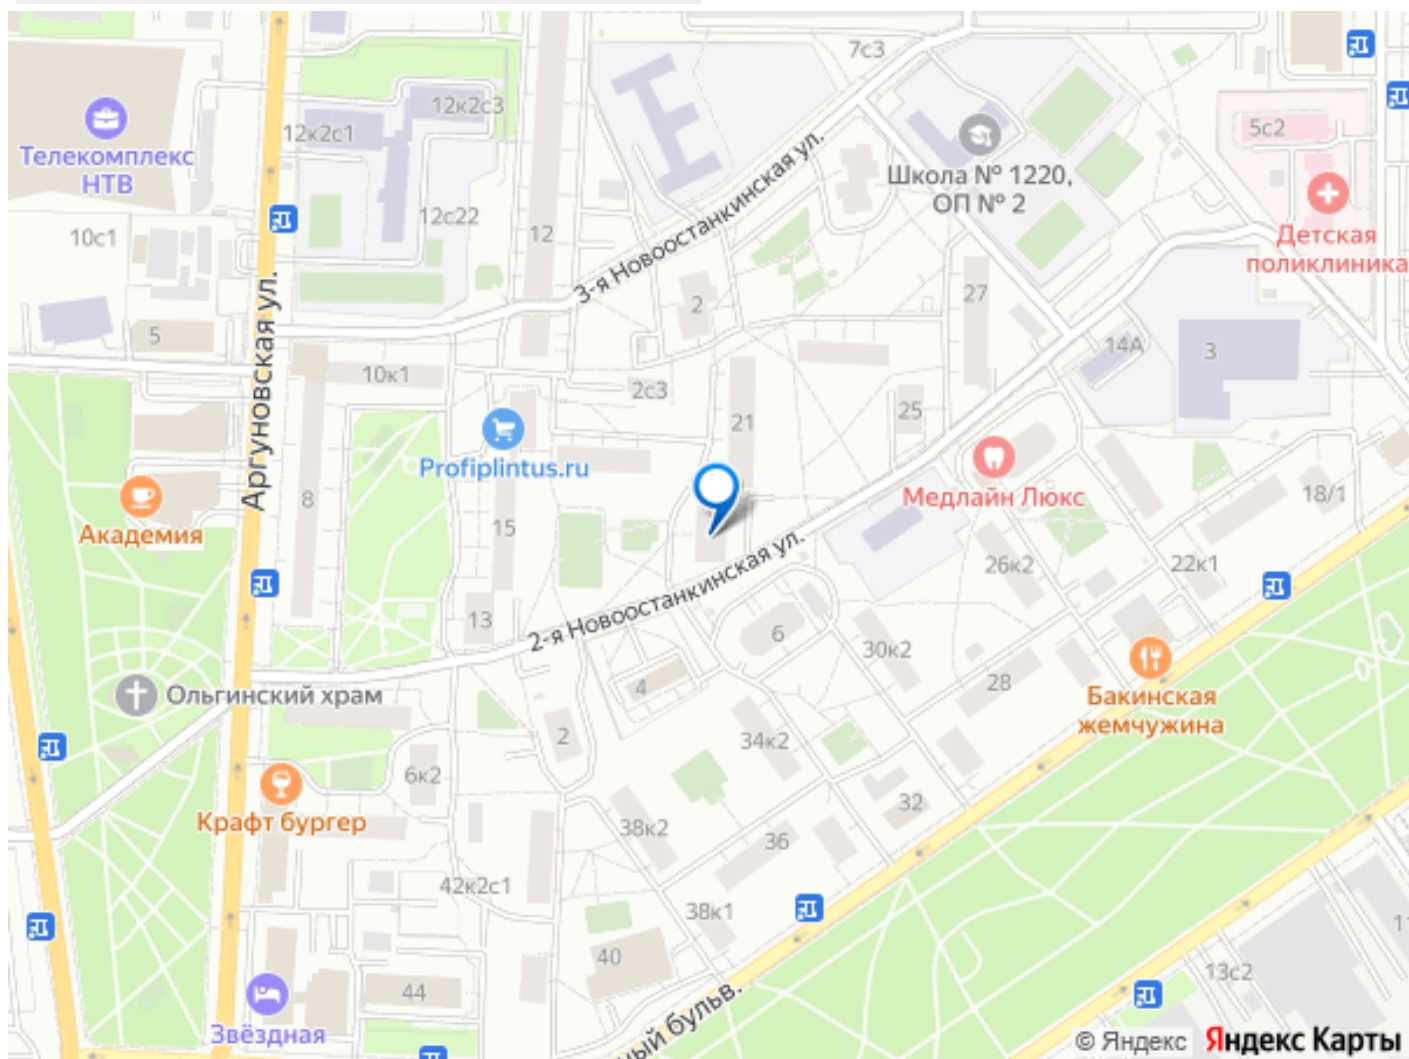 7с3
12к2с3
12к2с1
5с2
Телекомплекс
НТВ
Школа № 1220,
ОП № 2
12с22
10с1
12
3-я Новоостанкинская ул.
Детская
поликлиника
27
2
5
14А
3
Аргуновская ул.
10к1
2с3
25
21
Profiplintus.ru
8
Медлайн Люкс
18/1
Академия
15
26к2
22к1
2-я Новоостанкинская ул.
13
6
30к2
Ольгинский храм
4
28
Бакинская
жемчужина
2
34к2
6к2
32
Крафт бургер
38к2
36
42к2с1
38к1
11
40
13с2
44
Звёздная
ный бульв.
© Яндекс Яндекс Карты